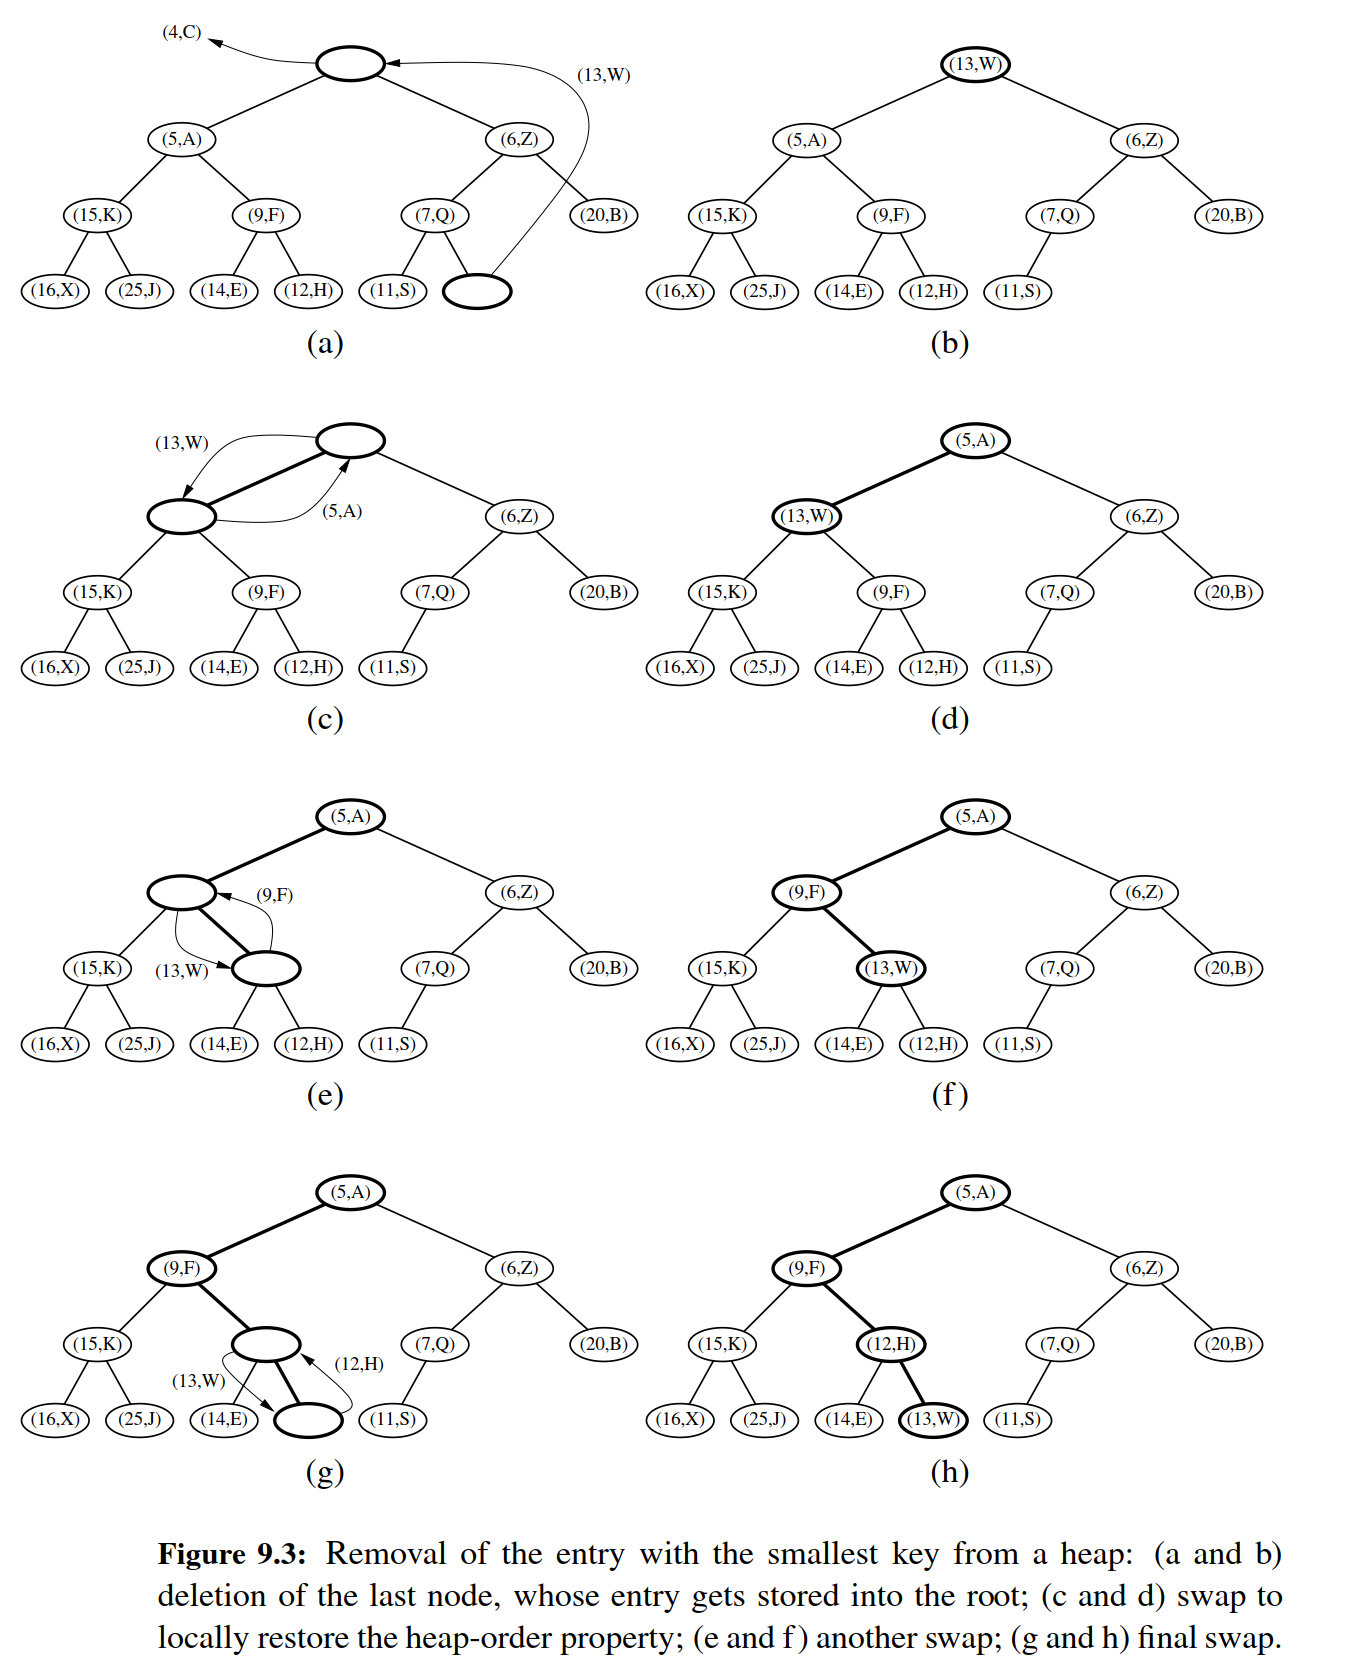 (4,C)
(13,W)
(5,A) (6,Z)
(15,K) (9,F) (7,Q) (20,B)
(16,X) (25,J) (14,E) (12,H) (11,S)
(a)
(13,W)
(5,A) (6,Z)
(15,K) (9,F) (7,Q) (20,B)
(16,X) (25,J) (14,E) (12,H) (11,S)
(b)
(13,W)
(5,A) (6,Z)
(15,K) (9,F) (7,Q) (20,B)
(16,X) (25,J) (14,E) (12,H) (11,S)
(c)
(5,A)
(13,W) (6,Z)
(15,K) (9,F) (7,Q) (20,B)
(16,X) (25,J) (14,E) (12,H) (11,S)
(d)
(5,A)
(9,F) (6,Z)
(15,K) (13,W) (7,Q) (20,B)
(16,X) (25,J) (14,E) (12,H) (11,S)
(e)
(5,A)
(9,F) (6,Z)
(15,K) (13,W) (7,Q) (20,B)
(16,X) (25,J) (14,E) (12,H) (11,S)
(f)
(5,A)
(9,F) (6,Z)
(15,K) (7,Q) (20,B)
(13,W) (12,H)
(16,X) (25,J) (14,E) (11,S)
(g)
(5,A)
(9,F) (6,Z)
(15,K) (12,H) (7,Q) (20,B)
(16,X) (25,J) (14,E) (13,W) (11,S)
(h)
Figure 9.3: Removal of the entry with the smallest key from a heap: (a and b)
deletion of the last node, whose entry gets stored into the root; (c and d) swap to
locally restore the heap-order property; (e and f) another swap; (g and h) final swap.